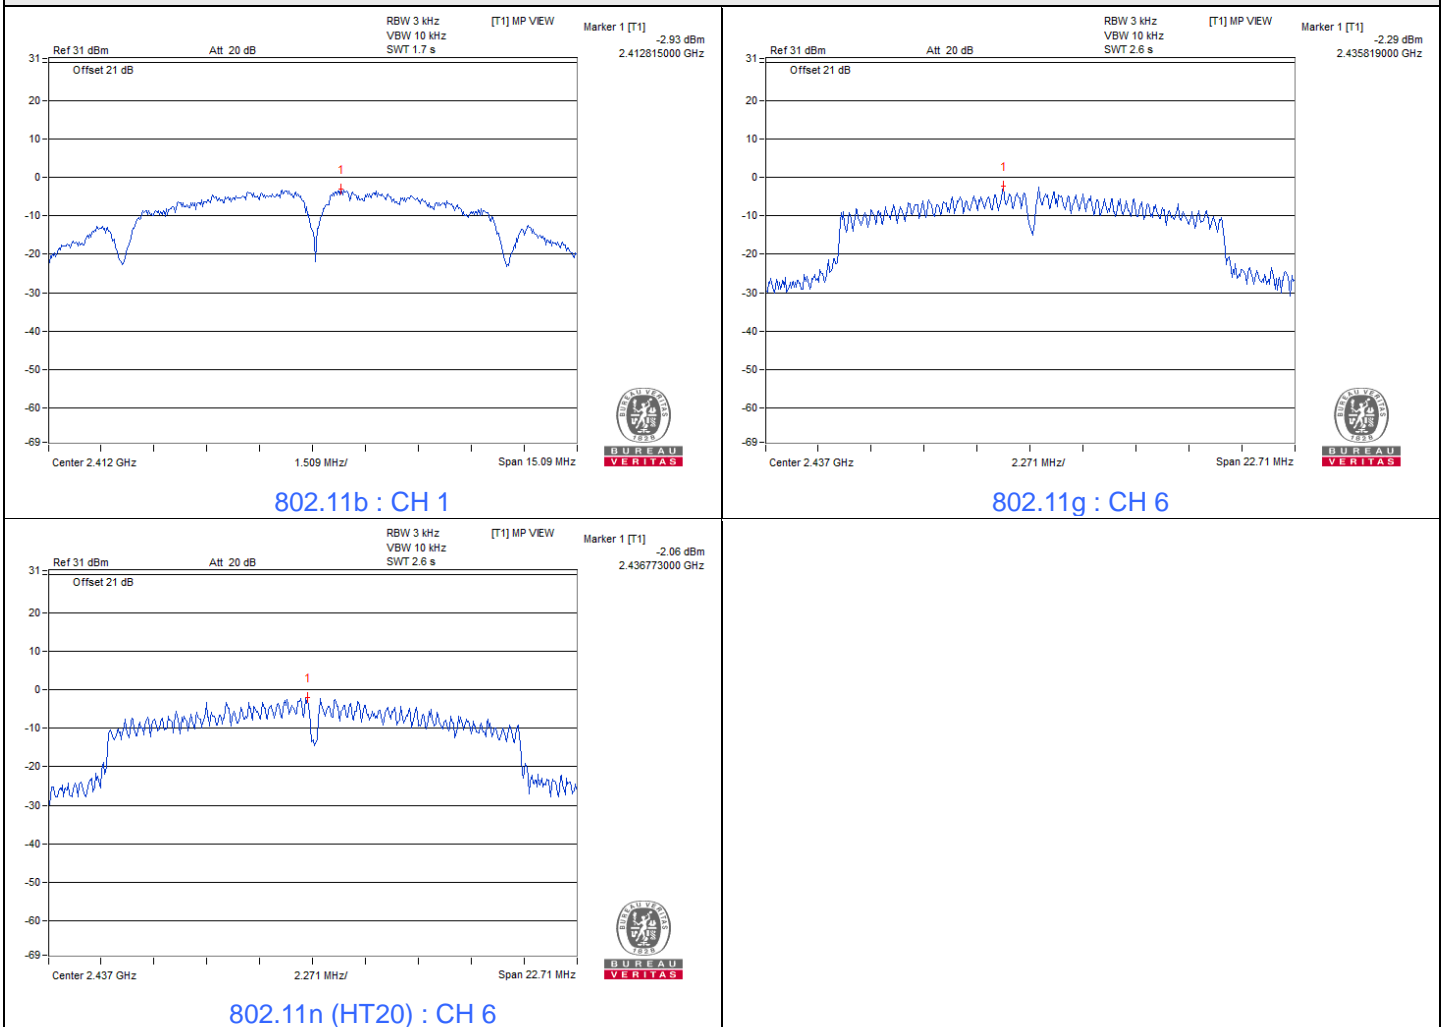 RBW 3 kHz [T1] MP VIEW Marker 1 [T1]
VBW 10 kHz -2.93 dBm
Ref 31 dBm Att 20 dB SWT 1.7 s 2.412815000 GHz
31
Offset 21 dB
20
10
1
0
-10
-20
-30
-40
-50
-60
-69
Center 2.412 GHz 1.509 MHz/ Span 15.09 MHz
BUREAU VERITAS
1828
BUREAU
VERITAS
802.11b : CH 1
RBW 3 kHz [T1] MP VIEW Marker 1 [T1]
VBW 10 kHz -2.29 dBm
Ref 31 dBm Att 20 dB SWT 2.6 s 2.435819000 GHz
31
Offset 21 dB
20
10
1
0
-10
-20
-30
-40
-50
-60
-69
Center 2.437 GHz 2.271 MHz/ Span 22.71 MHz
BUREAU VERITAS
1828
BUREAU
VERITAS
802.11g : CH 6
RBW 3 kHz [T1] MP VIEW Marker 1 [T1]
VBW 10 kHz -2.06 dBm
Ref 31 dBm Att 20 dB SWT 2.6 s 2.436773000 GHz
31
Offset 21 dB
20
10
1
0
-10
-20
-30
-40
-50
-60
-69
Center 2.437 GHz 2.271 MHz/ Span 22.71 MHz
BUREAU VERITAS
1828
BUREAU
VERITAS
802.11n (HT20) : CH 6